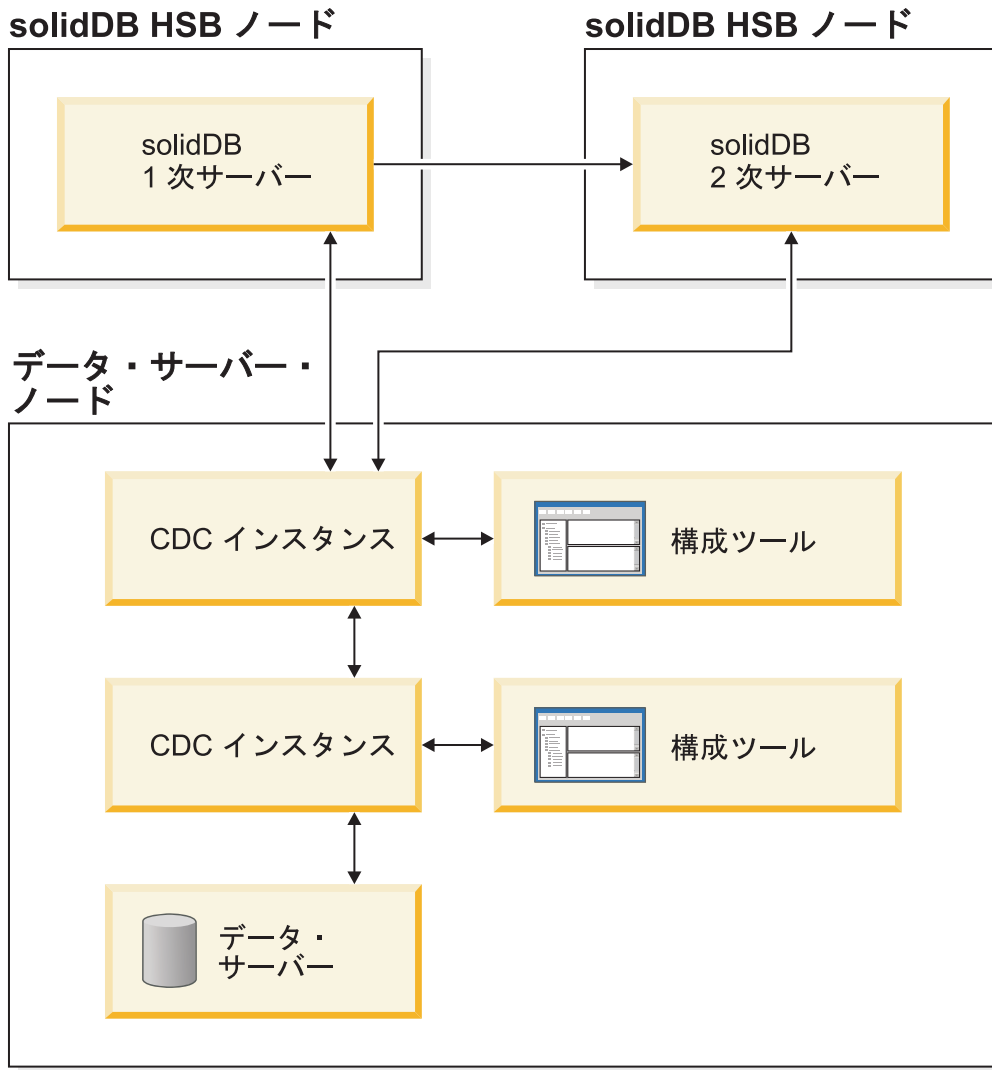 solidDB HSB ノード
solidDB HSB ノード
solidDB
1 次サーバー
solidDB
2 次サーバー
データ・サーバー・
ノード
CDC インスタンス
構成ツール
CDC インスタンス
構成ツール
データ・
サーバー